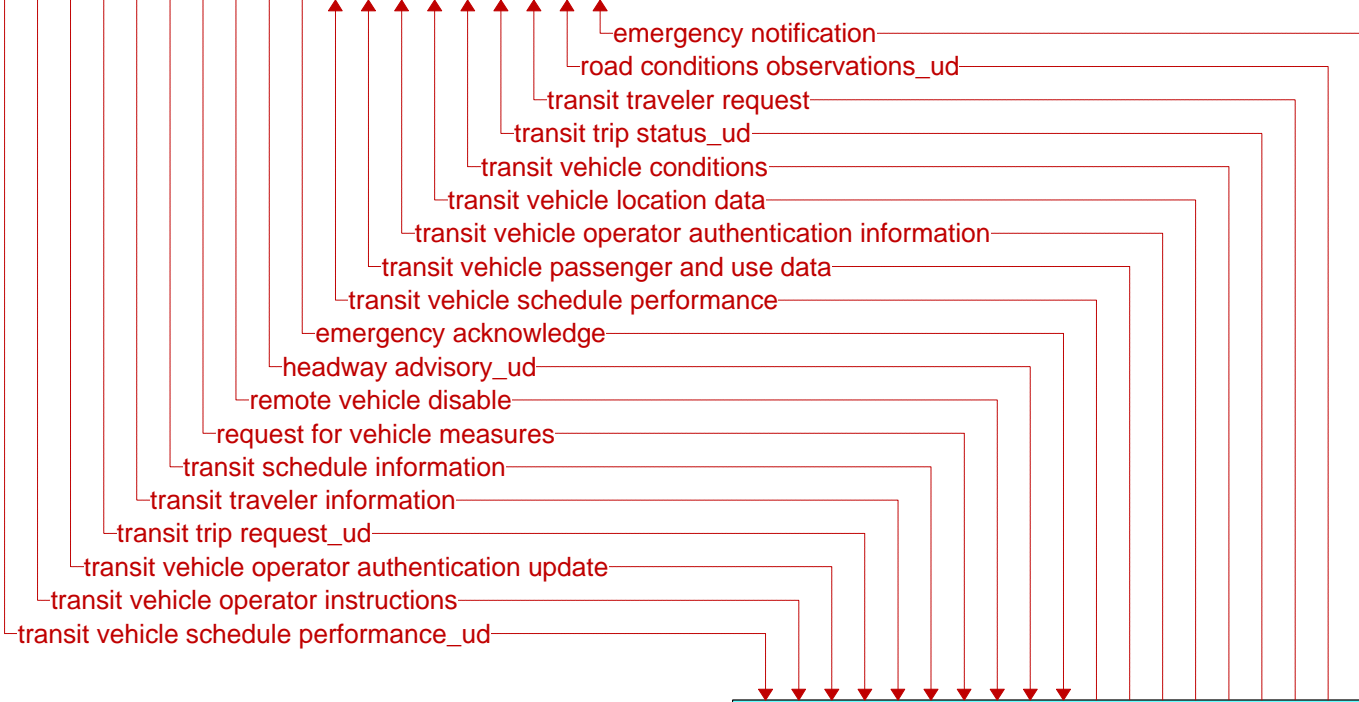 emergency notification
road conditions observations_ud
transit traveler request
transit trip status_ud
transit vehicle conditions
transit vehicle location data
transit vehicle operator authentication information
transit vehicle passenger and use data
transit vehicle schedule performance
emergency acknowledge
headway advisory_ud
remote vehicle disable
request for vehicle measures
transit schedule information
transit traveler information
transit trip request_ud
transit vehicle operator authentication update
transit vehicle operator instructions
transit vehicle schedule performance_ud